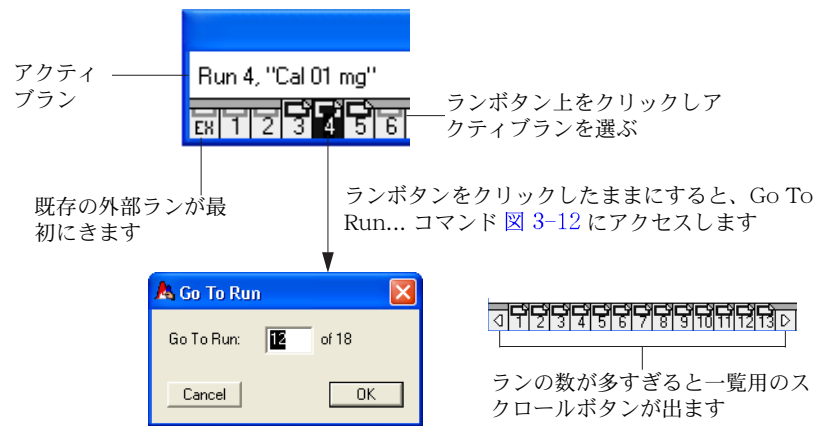 アクティ
ブラン
Run 4, "Cal 01 mg"
EX 1 2 3 4 5 6
ランボタン上をクリックしア
クティブランを選ぶ
既存の外部ランが最
初にきます
ランボタンをクリックしたままにすると、Go To
Run... コマンド 図 3-12 にアクセスします
Go To Run
Go To Run: 12 of 18
Cancel OK
1 2 3 4 5 6 7 8 9 10 11 12 13
ランの数が多すぎると一覧用のス
クロールボタンが出ます